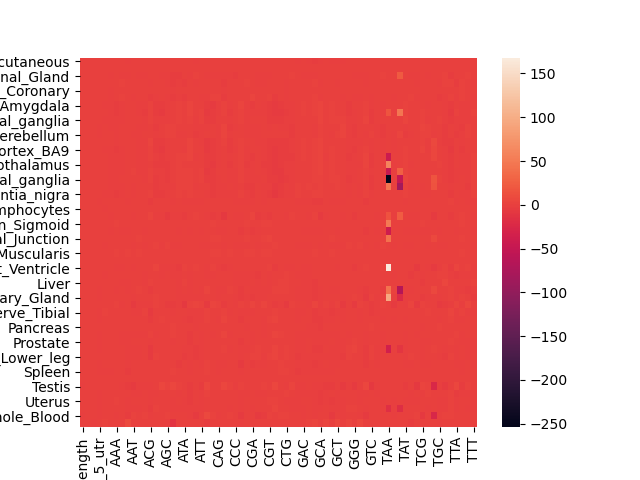 cutaneous
nal_Gland
_Coronary
Amygdala
al_ganglia
erebellum
ortex_BA9
othalamus
al_ganglia
ntia_nigra
mphocytes
n_Sigmoid
al_Junction
Muscularis
t_Ventricle
Liver
ary_Gland
erve_Tibial
Pancreas
Prostate
_Lower_leg
Spleen
Testis
Uterus
hole_Blood
ength
_5_utr
AAA
AAT
ACG
AGC
ATA
ATT
CAG
CCC
CGA
CGT
CTG
GAC
GCA
GCT
GGG
GTC
TAA
TAT
TCG
TGC
TTA
TTT
150
100
50
0
−50
−100
−150
−200
−250